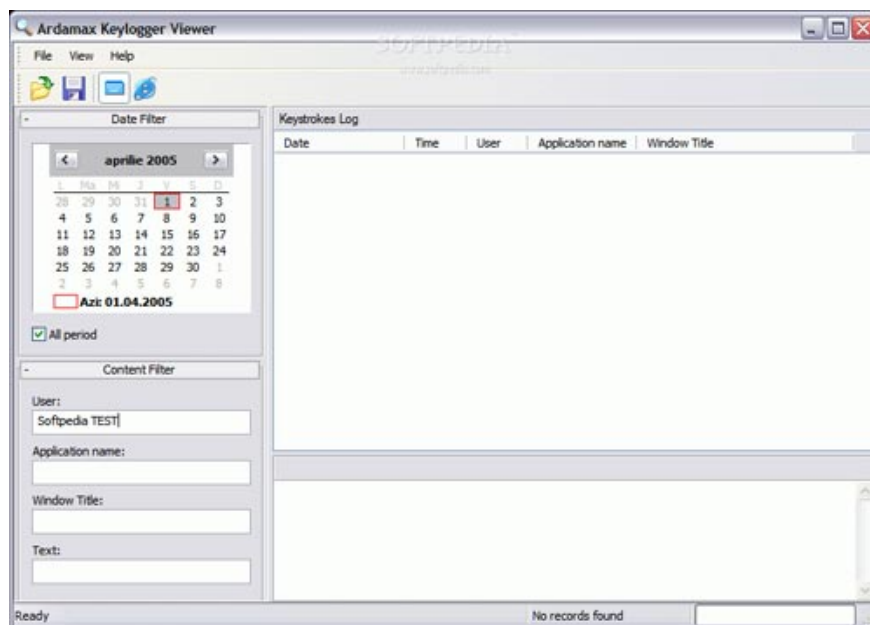 Ardamax Keylogger Viewer
SOFTPEDIA
File View Help
Date Filter
aprilie 2005
L Ma Mi J V S D
28 29 30 31 1 2 3
4 5 6 7 8 9 10
11 12 13 14 15 16 17
18 19 20 21 22 23 24
25 26 27 28 29 30 1
2 3 4 5 6 7 8
Azi: 01.04.2005
All period
Content Filter
User:
Softpedia TEST
Application name:
Window Title:
Text:
Keystrokes Log
Date Time User Application name Window Title
Ready
No records found